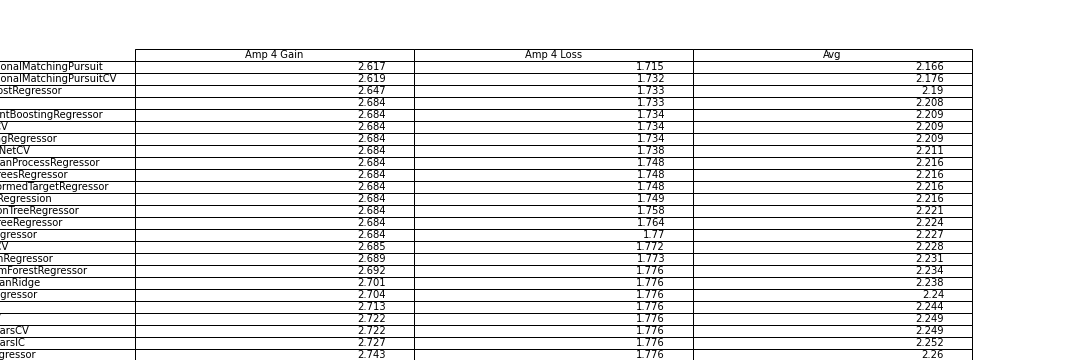 Amp 4 Gain Amp 4 Loss Avg
onalMatchingPursuit 2.617 1.715 2.166
onalMatchingPursuitCV 2.619 1.732 2.176
ostRegressor 2.647 1.733 2.19
2.684 1.733 2.208
ntBoostingRegressor 2.684 1.734 2.209
CV 2.684 1.734 2.209
gRegressor 2.684 1.734 2.209
NetCV 2.684 1.738 2.211
anProcessRegressor 2.684 1.748 2.216
reesRegressor 2.684 1.748 2.216
ormedTargetRegressor 2.684 1.748 2.216
Regression 2.684 1.749 2.216
onTreeRegressor 2.684 1.758 2.221
reeRegressor 2.684 1.764 2.224
gressor 2.684 1.77 2.227
CV 2.685 1.772 2.228
nRegressor 2.689 1.773 2.231
mForestRegressor 2.692 1.776 2.234
anRidge 2.701 1.776 2.238
gressor 2.704 1.776 2.24
2.713 1.776 2.244
2.722 1.776 2.249
arsCV 2.722 1.776 2.249
arsIC 2.727 1.776 2.252
gressor 2.743 1.776 2.26